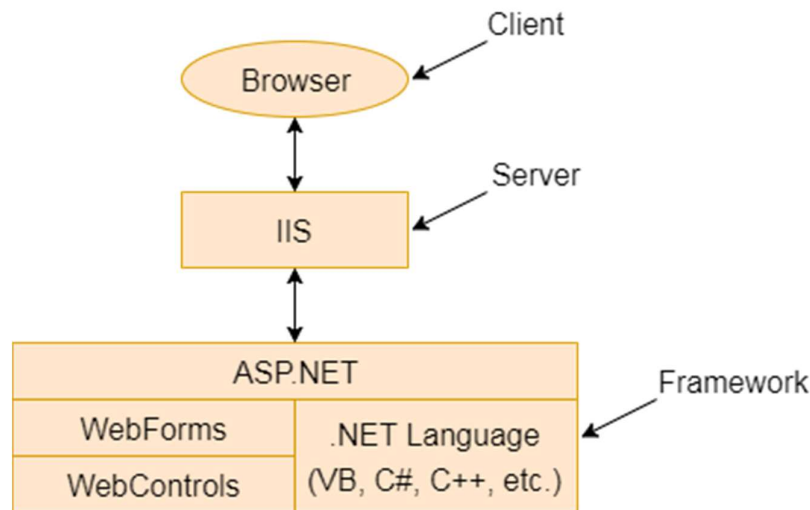 Client
Browser
Server
IIS
ASP.NET
Framework
WebForms
.NET Language
WebControls
(VB, C#, C++, etc.)